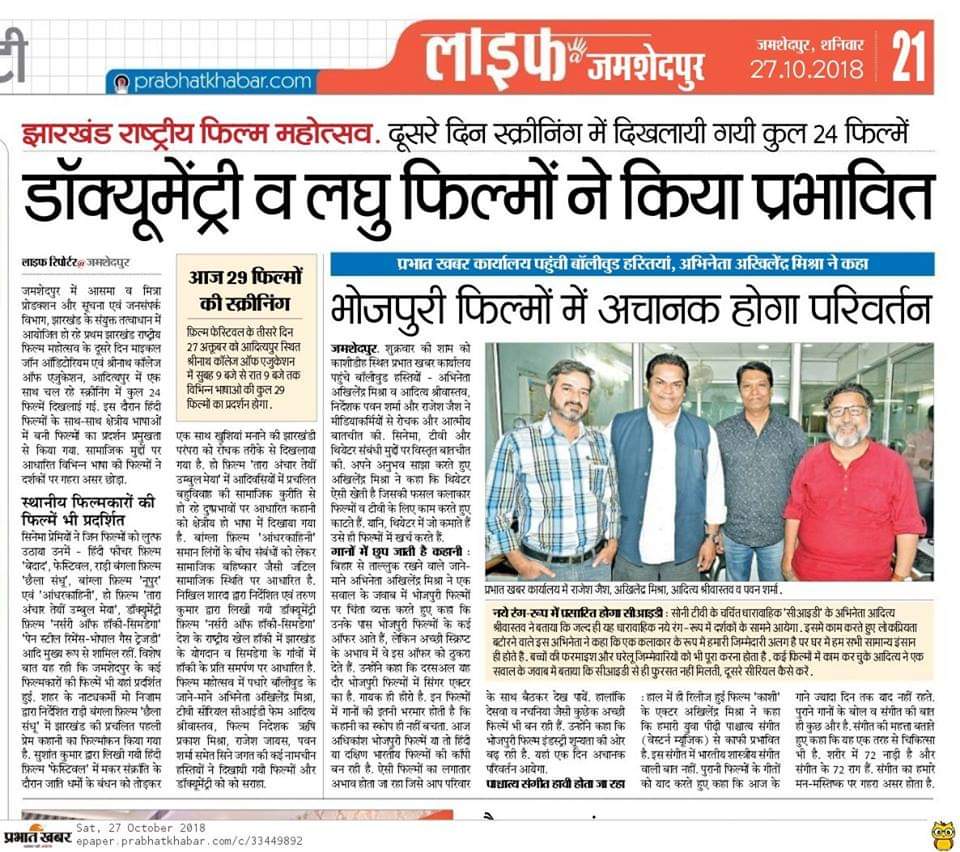 टी
prabhatkhabar.com
लाइफ @ जमशेदपुर
जमशेदपुर, शनिवार
27.10.2018
21
झारखंड राष्ट्रीय फिल्म महोत्सव. दूसरे दिन स्क्रीनिंग में दिखलायी गयी कुल 24 फिल्में
डॉक्यूमेंट्री व लघु फिल्मों ने किया प्रभावित
लाइफ रिपोर्टर@जमशेदपुर
जमशेदपुर में आसमा व मित्रा
प्रोडक्शन और सूचना एवं जनसंपर्क
विभाग, झारखंड के संयुक्त तत्वाधान में
आयोजित हो रहे प्रथम झारखंड राष्ट्रीय
फिल्म महोत्सव के दूसरे दिन माइकल
जॉन ऑडिटोरियम एवं श्रीनाथ कॉलेज
ऑफ एजुकेशन, आदित्यपुर में एक
साथ चल रहे स्क्रीनिंग में कुल 24
फिल्में दिखलाई गई. इस दौरान हिंदी
फिल्मों के साथ-साथ क्षेत्रीय भाषाओं
में बनी फिल्मों का प्रदर्शन प्रमुखता
से किया गया. सामाजिक मुद्दों पर
आधारित विभिन्न भाषा की फिल्मों ने
दर्शकों पर गहरा असर छोड़ा.
स्थानीय फिल्मकारों की
फिल्में भी प्रदर्शित
सिनेमा प्रेमियों ने जिन फिल्मों को लुत्फ
उठाया उनमें - हिंदी फीचर फिल्म
'बेदाद', फेस्टिवल, राड़ी बंगला फिल्म
'छैला संधू', बांग्ला फिल्म 'नूपुर'
एवं 'आंधरकाहिनी', हो फिल्म 'तारा
अंचार तेयीं उम्बुल मेया', डॉक्यूमेंट्री
फिल्म 'नर्सरी ऑफ हॉकी-सिमडेगा'
'पेन स्टील रिमेंस-भोपाल गैस ट्रेजडी'
आदि मुख्य रूप से शामिल रहीं. विशेष
बात यह रही कि जमशेदपुर के कई
फिल्मकारों की फिल्में भी यहां प्रदर्शित
हुई. शहर के नाट्यकर्मी मो निजाम
द्वारा निर्देशित राड़ी बंगला फिल्म 'छैला
संधू' में झारखंड की प्रचलित पहली
प्रेम कहानी का फिल्मांकन किया गया
है. सुशांत कुमार द्वारा लिखी गयी हिंदी
फिल्म 'फेस्टिवल' में मकर संक्रांति के
दौरान जाति धर्मों के बंधन को तोड़कर
आज 29 फिल्मों
की स्क्रीनिंग
फिल्म फेस्टिवल के तीसरे दिन
27 अक्तूबर को आदित्यपुर स्थित
श्रीनाथ कॉलेज ऑफ एजुकेशन
में सुबह 9 बजे से रात 9 बजे तक
विभिन्न भाषाओं की कुल 29
फिल्मों का प्रदर्शन होगा.
एक साथ खुशियां मनाने की झारखंडी
परंपरा को रोचक तरीके से दिखलाया
गया है. हो फिल्म 'तारा अंचार तेयीं
उम्बुल मेया' में आदिवासियों में प्रचलित
बहुविवाह की सामाजिक कुरीति से
हो रहे दुष्प्रभावों पर आधारित कहानी
को क्षेत्रीय हो भाषा में दिखाया गया
है. बांग्ला फिल्म 'आंधरकाहिनी'
समान लिंगों के बीच संबंधों को लेकर
सामाजिक बहिष्कार जैसी जटिल
सामाजिक स्थिति पर आधारित है.
निखिल शारदा द्वारा निर्देशित एवं तरुण
कुमार द्वारा लिखी गयी डॉक्यूमेंट्री
फिल्म 'नर्सरी ऑफ हॉकी-सिमडेगा'
देश के राष्ट्रीय खेल हॉकी में झारखंड
के योगदान व सिमडेगा के गांवों में
हॉकी के प्रति समर्पण पर आधारित है.
फिल्म महोत्सव में पधारे बॉलीवुड के
जाने-माने अभिनेता अखिलेंद्र मिश्रा,
टीवी सीरियल सीआईडी फेम आदित्य
श्रीवास्तव, फिल्म निदेशक ऋषि
प्रकाश मिश्रा, राजेश जायस, पवन
शर्मा समेत सिने जगत की कई नामचीन
हस्तियों ने दिखायी गयी फिल्मों और
डॉक्यूमेंट्री को को सराहा.
प्रभात खबर कार्यालय पहुंची बॉलीवुड हस्तियां, अभिनेता अखिलेंद्र मिश्रा ने कहा
भोजपुरी फिल्मों में अचानक होगा परिवर्तन
जमशेदपुर. शुक्रवार की शाम को
काशीडीह स्थित प्रभात खबर कार्यालय
पहुंचे बॉलीवुड हस्तियों - अभिनेता
अखिलेंद्र मिश्रा व आदित्य श्रीवास्तव,
निर्देशक पवन शर्मा और राजेश जैश ने
मीडियाकर्मियों से रोचक और आत्मीय
बातचीत की. सिनेमा, टीवी और
थियेटर संबंधी मुद्दों पर विस्तृत बातचीत
की. अपने अनुभव साझा करते हुए
अखिलेंद्र मिश्रा ने कहा कि थियेटर
ऐसी खेती है जिसकी फसल कलाकार
फिल्मों व टीवी के लिए काम करते हुए
काटते हैं. यानि, थियेटर में जो कमाते हैं
उसे ही फिल्मों में खर्च करते हैं.
गानों में छुप जाती है कहानी :
बिहार से ताल्लुक रखने वाले जाने-
माने अभिनेता अखिलेंद्र मिश्रा ने एक
सवाल के जवाब में भोजपुरी फिल्मों
पर चिंता व्यक्त करते हुए कहा कि
उनके पास भोजपुरी फिल्मों के कई
ऑफर आते हैं, लेकिन अच्छी स्क्रिप्ट
के अभाव में वे इस ऑफर को ठुकरा
देते हैं. उन्होंने कहा कि दरसअल यह
दौर भोजपुरी फिल्मों में सिंगर एक्टर
का है. गायक ही हीरो है. इन फिल्मों
में गानों की इतनी भरमार होती है कि
कहानी का स्कोप ही नहीं बचता. आज
अधिकांश भोजपुरी फिल्में या तो हिंदी
या दक्षिण भारतीय फिल्मों की कॉपी
बन रही है. ऐसी फिल्मों का लगातार
अभाव होता जा रहा जिसे आप परिवार
प्रभात खबर कार्यालय में राजेश जैश, अखिलेंद्र मिश्रा, आदित्य श्रीवास्तव व पवन शर्मा.
नये रंग-रूप में प्रसारित होगा सीआइडी : सोनी टीवी के चर्चित धारावाहिक 'सीआइडी' के अभिनेता आदित्य
श्रीवास्तव ने बताया कि जल्द ही यह धारावाहिक नये रंग-रूप में दर्शकों के सामने आयेगा. इसमे काम करते हुए लोकप्रियता
बटोरने वाले इस अभिनेता ने कहा कि एक कलाकार के रूप में हमारी जिम्मेदारी अलग है पर घर में हम सभी सामान्य इंसान
ही होते हैं. बच्चों की फरमाइश और घरेलू जिम्मेवारियों को भी पूरा करना होता है. कई फिल्मों में काम कर चुके आदित्य ने एक
सवाल के जवाब मे बताया कि सीआइडी से ही फुरसत नही मिलती, दूसरे सीरियल कैसे करें.
के साथ बैठकर देख पायें. हालांकि
देसवा व नचनिया जैसी कुछेक अच्छी
फिल्में भी बन रही हैं. उन्होंने कहा कि
भोजपुरी फिल्म इंडस्ट्री शून्यता की ओर
बढ़ रही है. यहां एक दिन अचानक
परिवर्तन आयेगा.
पाश्चात्य संगीत हावी होता जा रहा
: हाल में ही रिलीज हुई फिल्म 'काशी'
के एक्टर अखिलेंद्र मिश्रा ने कहा
कि हमारी युवा पीढ़ी पाश्चात्य संगीत
(वेस्टर्न म्यूजिक) से काफी प्रभावित
है. इस संगीत में भारतीय शास्त्रीय संगीत
वाली बात नहीं. पुरानी फिल्मों के गीतों
को याद करते हुए कहा कि आज के
गाने ज्यादा दिन तक याद नहीं रहते.
पुराने गानों के बोल व संगीत की बात
ही कुछ और है. संगीत की महत्ता बताते
हुए कहा कि यह एक तरह से चिकित्सा
भी है. शरीर में 72 नाड़ी है और
संगीत के 72 राग हैं. संगीत का हमारे
मन-मस्तिष्क पर गहरा असर होता है.
प्रभात खबर
Sat, 27 October 2018
epaper.prabhatkhabar.com/c/33449892